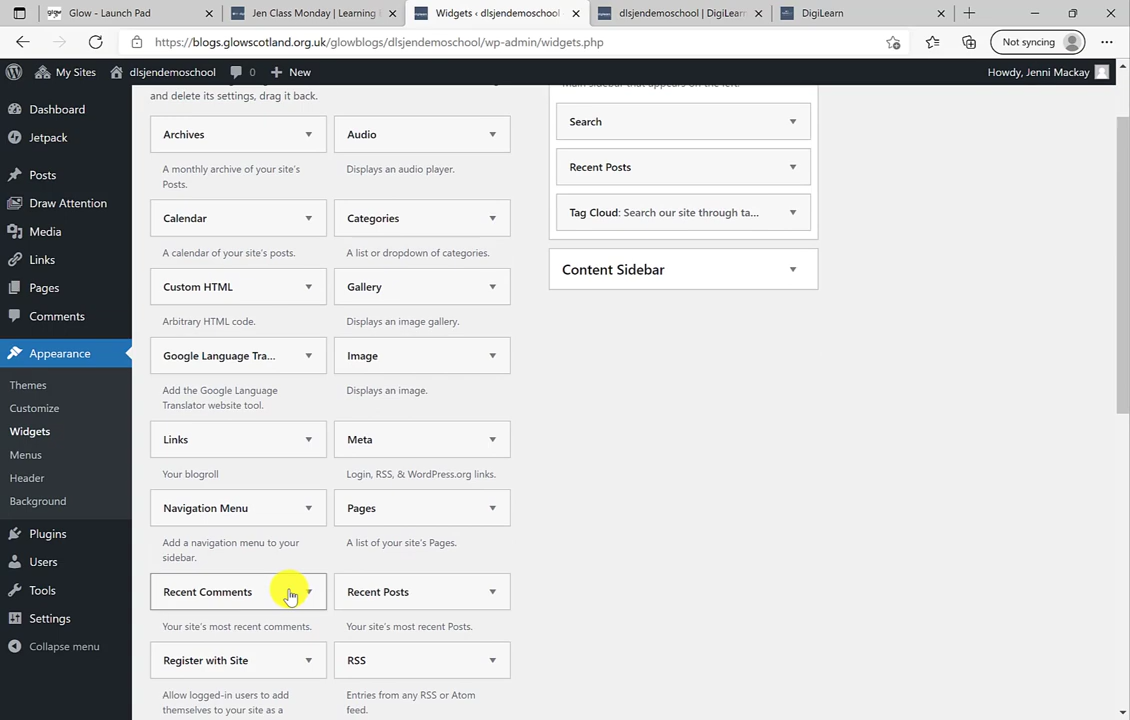 Glow - Launch Pad
Jen Class Monday | Learning
Widgets ‹ dlsjendemoschool
dlsjendemoschool | DigiLearn
DigiLearn
https://blogs.glowscotland.org.uk/glowblogs/dlsjendemoschool/wp-admin/widgets.php
Not syncing
My Sites
dlsjendemoschool
0
New
Howdy, Jenni Mackay
Dashboard
Jetpack
Posts
Draw Attention
Media
Links
Pages
Comments
Appearance
Themes
Customize
Widgets
Menus
Header
Background
Plugins
Users
Tools
Settings
Collapse menu
and delete its settings, drag it back.
Archives
A monthly archive of your site's
Posts.
Audio
Displays an audio player.
Calendar
A calendar of your site's posts.
Categories
A list or dropdown of categories.
Custom HTML
Arbitrary HTML code.
Gallery
Displays an image gallery.
Google Language Tra...
Add the Google Language
Translator website tool.
Image
Displays an image.
Links
Your blogroll
Meta
Login, RSS, & WordPress.org links.
Navigation Menu
Add a navigation menu to your
sidebar.
Pages
A list of your site's Pages.
Recent Comments
Your site's most recent comments.
Recent Posts
Your site's most recent Posts.
Register with Site
Allow logged-in users to add
themselves to your site as a
RSS
Entries from any RSS or Atom
feed.
Main sidebar that appears on the left.
Search
Recent Posts
Tag Cloud: Search our site through ta...
Content Sidebar